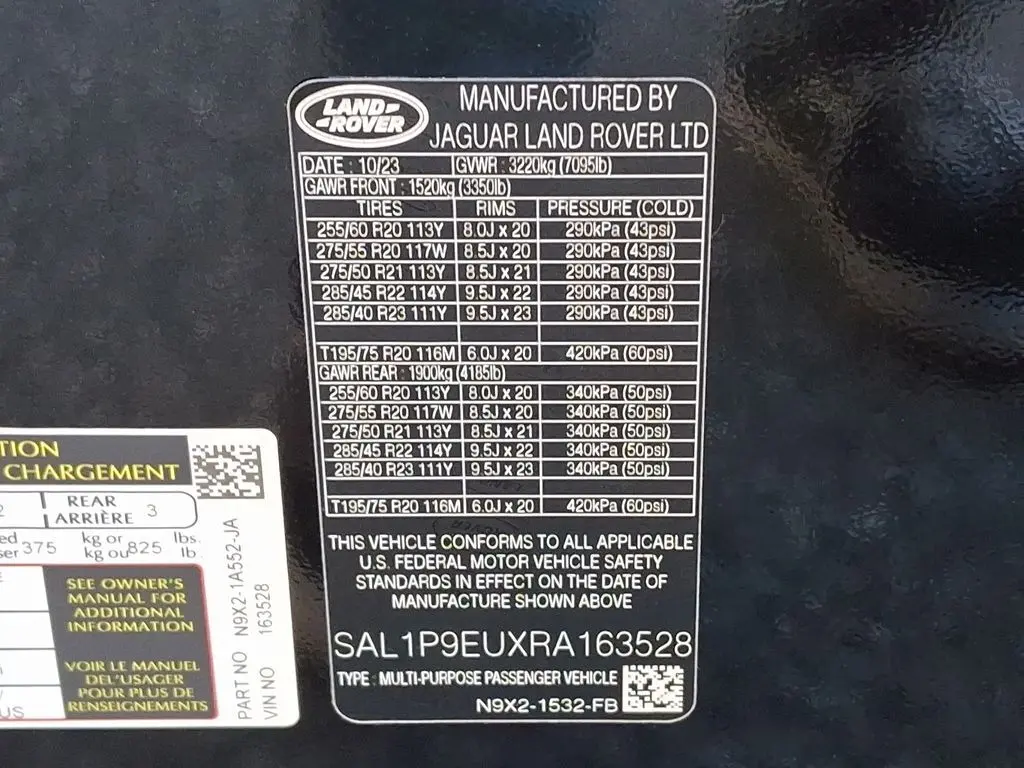 LAND-
-ROVER
MANUFACTURED BY
JAGUAR LAND ROVER LTD
DATE : 10/23 GVWR : 3220kg (7095lb)
GAWR FRONT : 1520kg (3350lb)
TIRES RIMS PRESSURE (COLD)
255/60 R20 113Y 8.0J x 20 290kPa (43psi)
275/55 R20 117W 8.5J x 20 290kPa (43psi)
275/50 R21 113Y 8.5J x 21 290kPa (43psi)
285/45 R22 114Y 9.5J x 22 290kPa (43psi)
285/40 R23 111Y 9.5J x 23 290kPa (43psi)
T195/75 R20 116M 6.0J x 20 420kPa (60psi)
GAWR REAR : 1900kg (4185lb)
255/60 R20 113Y 8.0J x 20 340kPa (50psi)
275/55 R20 117W 8.5J x 20 340kPa (50psi)
275/50 R21 113Y 8.5J x 21 340kPa (50psi)
285/45 R22 114Y 9.5J x 22 340kPa (50psi)
285/40 R23 111Y 9.5J x 23 340kPa (50psi)
T195/75 R20 116M 6.0J x 20 420kPa (60psi)
THIS VEHICLE CONFORMS TO ALL APPLICABLE
U.S. FEDERAL MOTOR VEHICLE SAFETY
STANDARDS IN EFFECT ON THE DATE OF
MANUFACTURE SHOWN ABOVE
SAL1P9EUXRA163528
TYPE : MULTI-PURPOSE PASSENGER VEHICLE
N9X2-1532-FB
TION
CHARGEMENT
2 REAR
ARRIÈRE 3
375 kg or
kg ou 825 lbs.
lb.
SEE OWNER'S
MANUAL FOR
ADDITIONAL
INFORMATION
VOIR LE MANUEL
DEL'USAGER
POUR PLUS DE
RENSEIGNEMENTS
US
PART NO N9X2-1A552-JA
VIN NO 163528